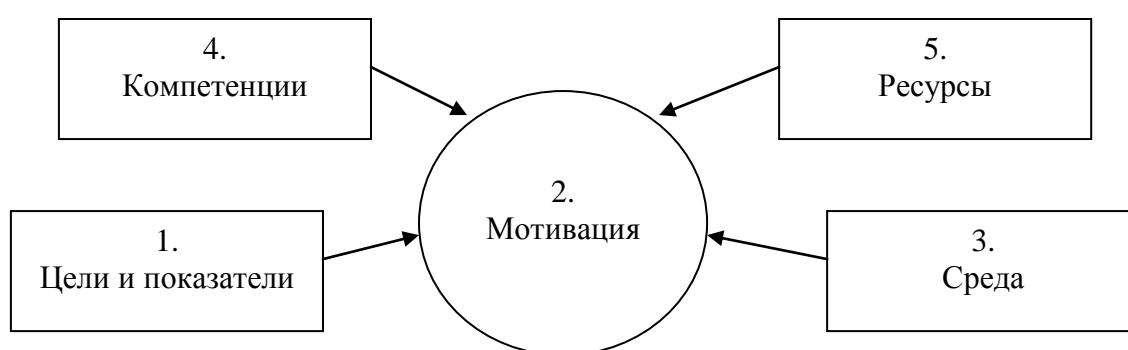 4.
Компетенции
5.
Ресурсы
2.
Мотивация
1.
Цели и показатели
3.
Среда